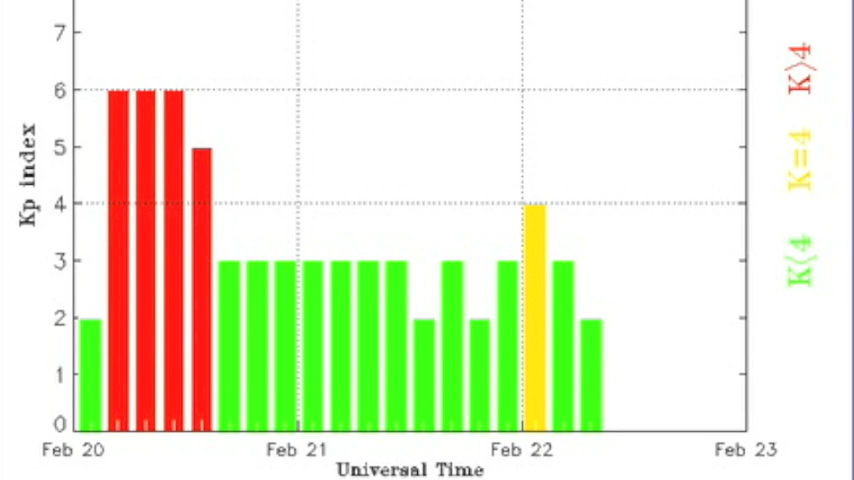 7
6
5
4
3
2
1
0
Kp index
Feb 20
Feb 21
Feb 22
Feb 23
Universal Time
K>4
K=4
K<4